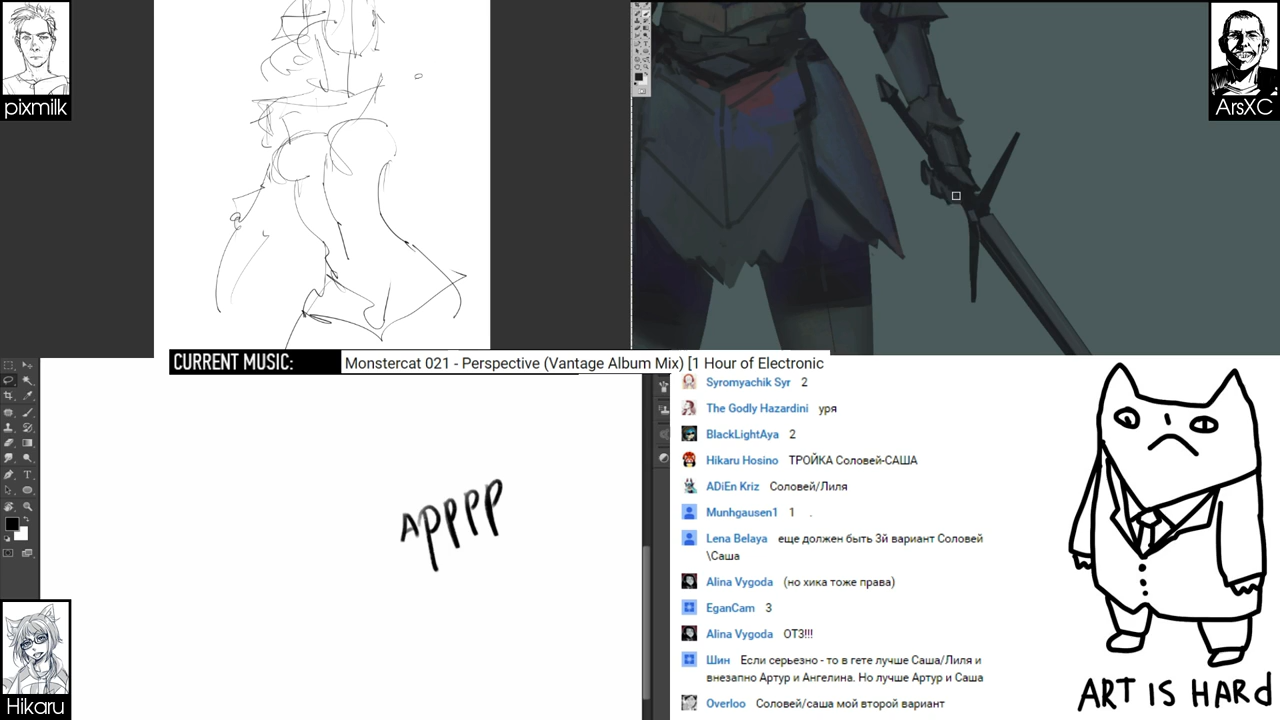 pixmilk
ArsXC
CURRENT MUSIC:
Monstercat 021 - Perspective (Vantage Album Mix) [1 Hour of Electronic
Syromyachik Syr 2
The Godly Hazardini уря
BlackLightAya 2
Hikaru Hosino ТРОЙКА Соловей-САША
ADiEn Kriz Соловей/Лиля
Munhgausen1 1 .
Lena Belaya еще должен быть 3й вариант Соловей
\Саша
Alina Vygoda (но хика тоже права)
EganCam 3
Alina Vygoda ОТ3!!!
Шин Если серьезно - то в гете лучше Саша/Лиля и
внезапно Артур и Ангелина. Но лучше Артур и Саша
Overloo Соловей/саша мой второй вариант
АРРРР
Hikaru
ART IS HARd